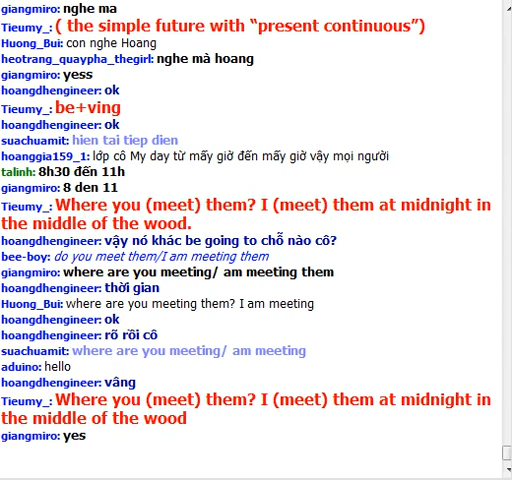 giangmiro: nghe ma
Tieumy_: ( the simple future with “present continuous”)
Huong_Bui: con nghe Hoang
heotrang_quaypha_thegirl: nghe mà hoang
giangmiro: yess
hoangdhengineer: ok
Tieumy_: be+ving
hoangdhengineer: ok
suachuamit: hien tai tiep dien
hoanggia159_1: lớp cô My day từ mấy giờ đến mấy giờ vậy mọi người
talinh: 8h30 đến 11h
giangmiro: 8 den 11
Tieumy_: Where you (meet) them? I (meet) them at midnight in
the middle of the wood.
hoangdhengineer: vậy nó khác be going to chỗ nào cô?
bee-boy: do you meet them/I am meeting them
giangmiro: where are you meeting/ am meeting them
hoangdhengineer: thời gian
Huong_Bui: where are you meeting them? I am meeting
hoangdhengineer: ok
hoangdhengineer: rõ rồi cô
suachuamit: where are you meeting/ am meeting
aduino: hello
hoangdhengineer: vâng
Tieumy_: Where you (meet) them? I (meet) them at midnight in
the middle of the wood
giangmiro: yes